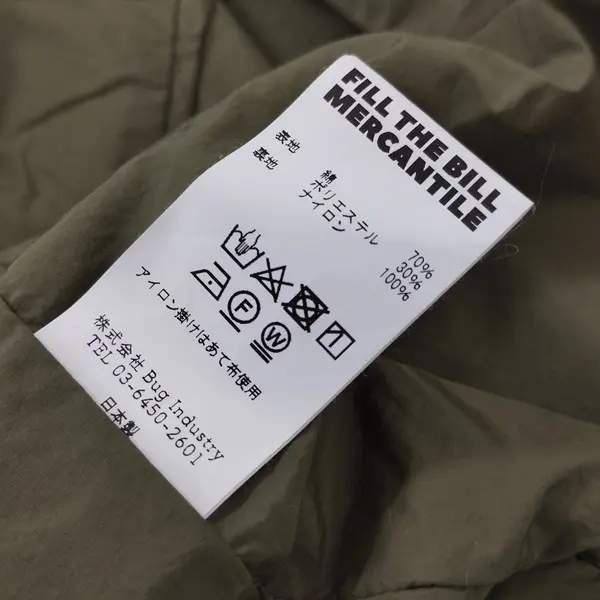 FILL THE BILL
MERCANTILE
表地 綿 70%
ポリエステル 30%
裏地 ナイロン 100%
F W
アイロン掛けはあて布使用
株式会社 Bug Industry
TEL 03-6450-2601
日本製